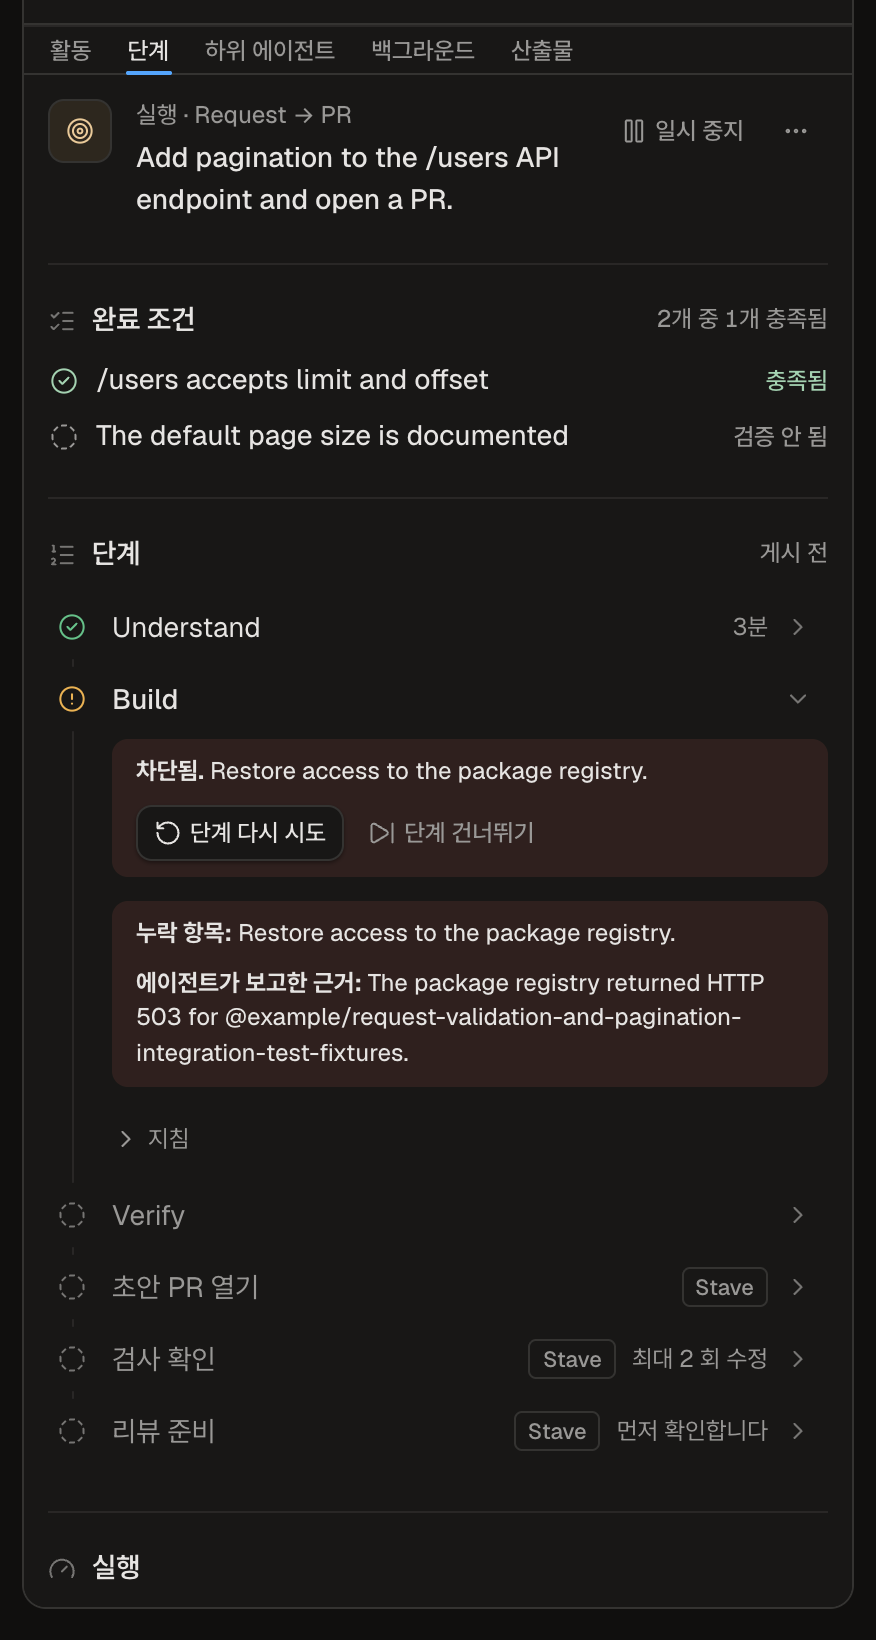 활동 단계 하위 에이전트 백그라운드 산출물
실행 · Request → PR
일시 중지
Add pagination to the /users API
endpoint and open a PR.
완료 조건 2개 중 1개 충족됨
/users accepts limit and offset 충족됨
The default page size is documented 검증 안 됨
단계 게시 전
Understand 3분
Build
차단됨. Restore access to the package registry.
단계 다시 시도 단계 건너뛰기
누락 항목: Restore access to the package registry.
에이전트가 보고한 근거: The package registry returned HTTP
503 for @example/request-validation-and-pagination-
integration-test-fixtures.
지침
Verify
초안 PR 열기 Stave
검사 확인 Stave 최대 2 회 수정
리뷰 준비 Stave 먼저 확인합니다
실행